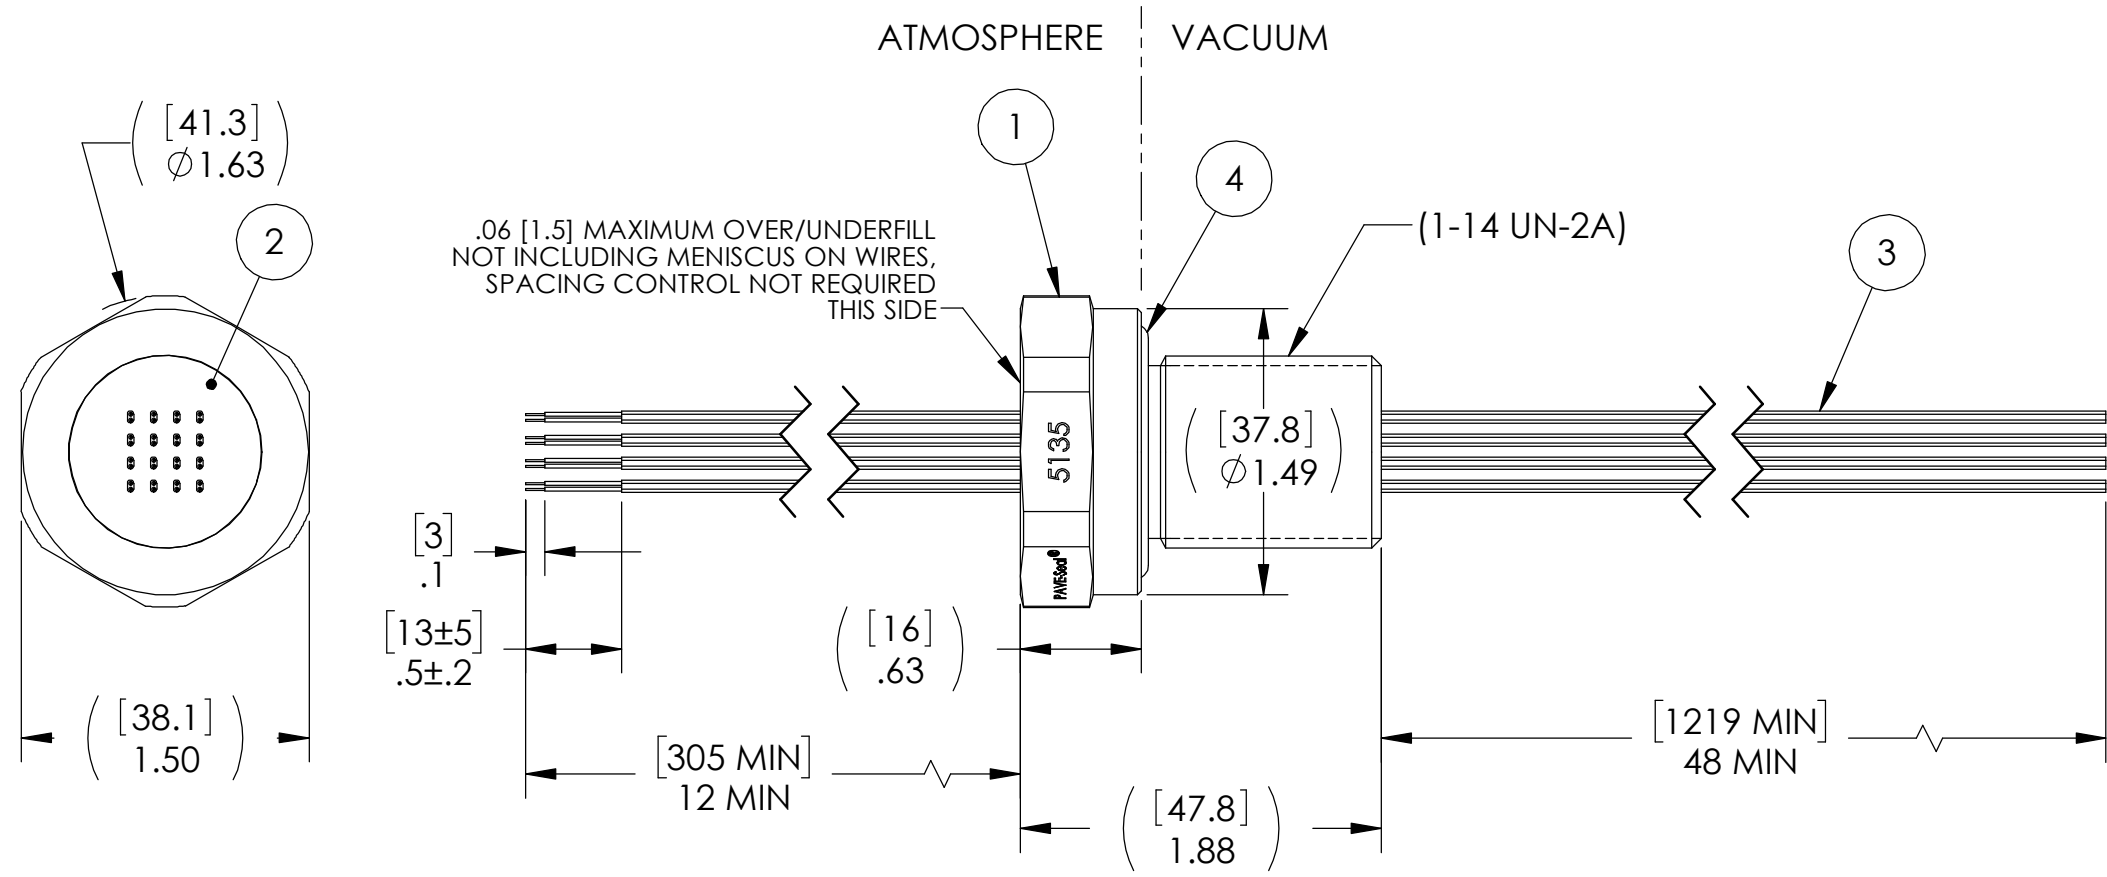 ATMOSPHERE
VACUUM
[41.3]
∅1.63
1
4
2
.06 [1.5] MAXIMUM OVER/UNDERFILL
NOT INCLUDING MENISCUS ON WIRES,
SPACING CONTROL NOT REQUIRED
THIS SIDE
(1-14 UN-2A)
3
5135
PAVE-Seal®
[37.8]
∅1.49
[3]
.1
[13±5]
.5±.2
[16]
.63
[38.1]
1.50
[305 MIN]
12 MIN
[1219 MIN]
48 MIN
[47.8]
1.88